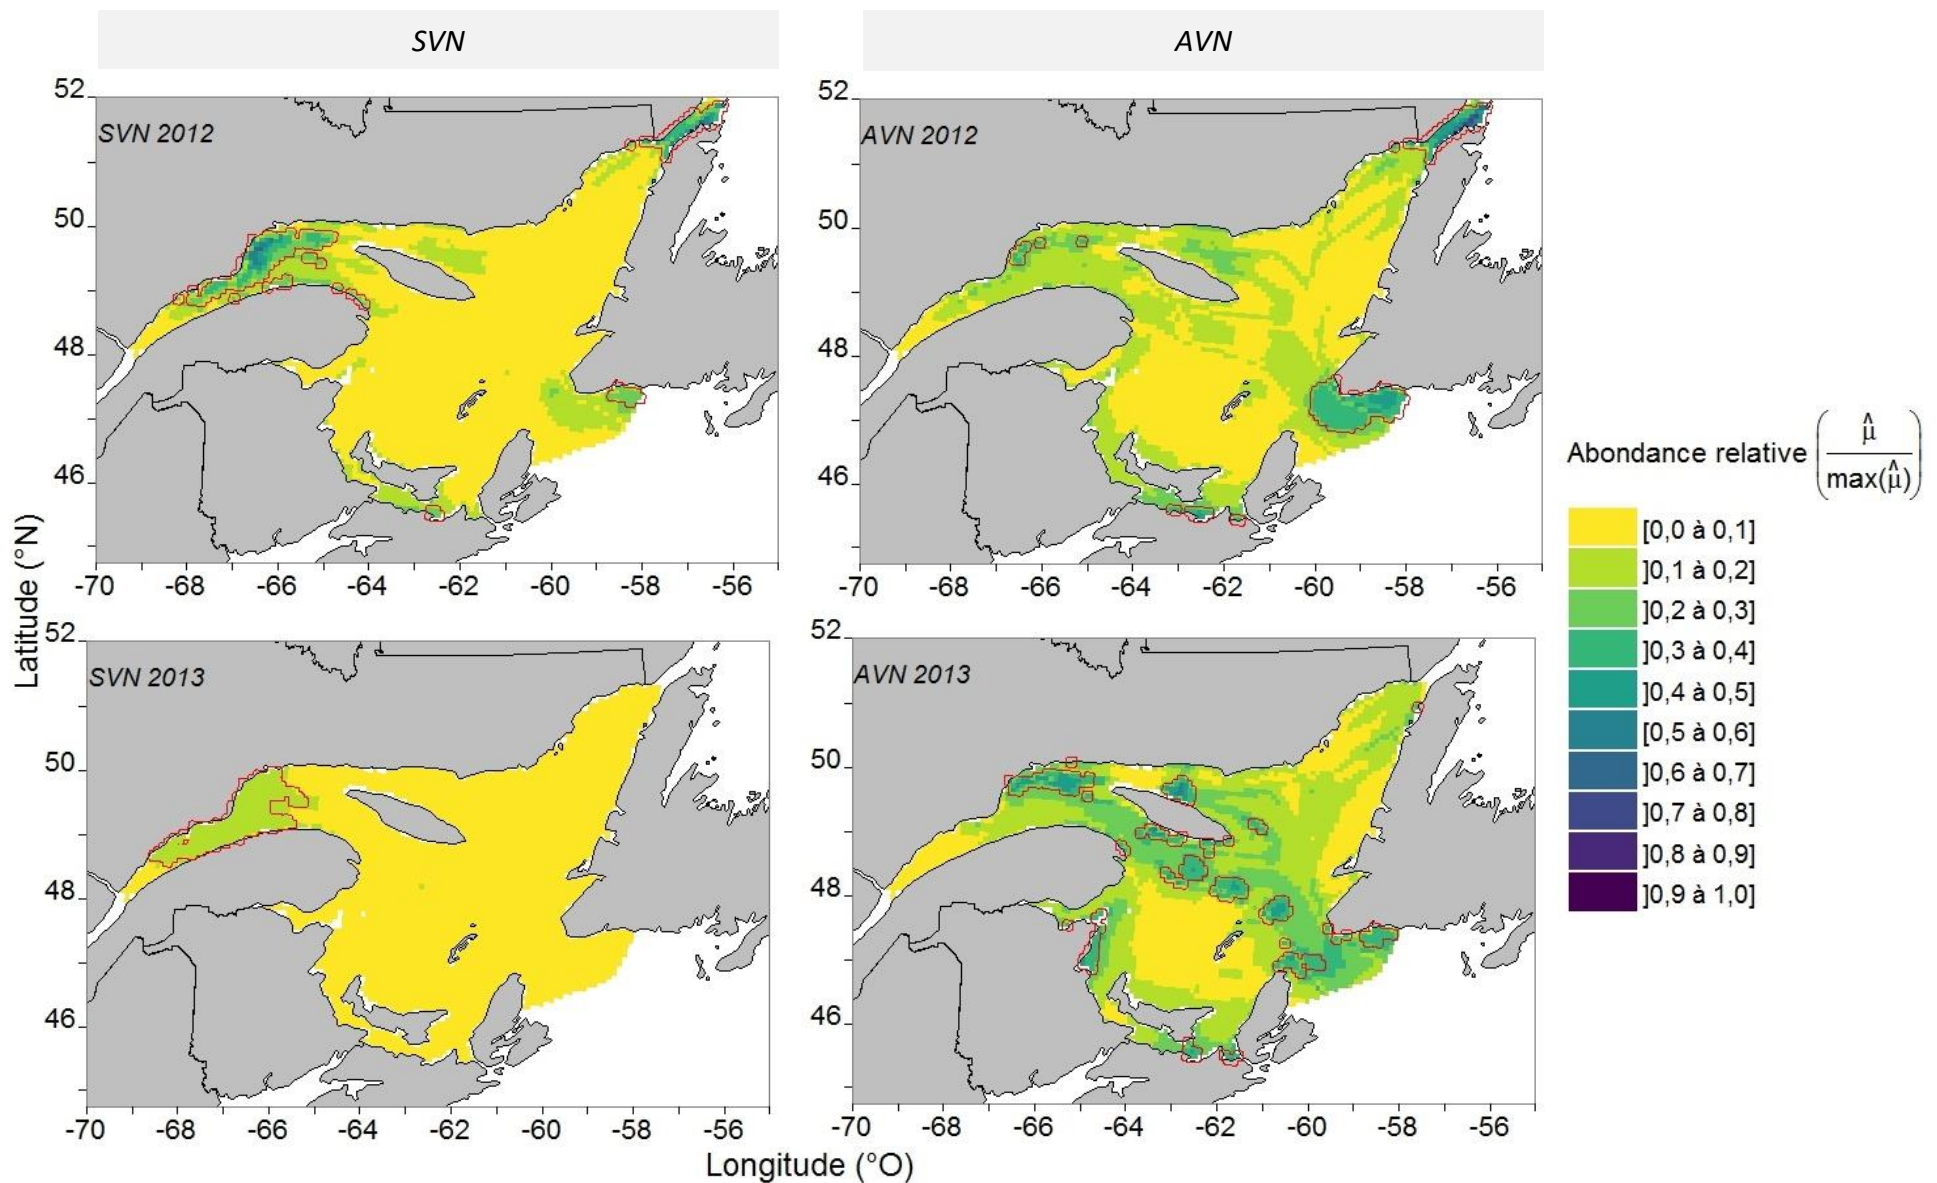 SVN
AVN
52
50
48
46
SVN 2012
-70 -68 -66 -64 -62 -60 -58 -56
52
50
48
46
AVN 2012
-70 -68 -66 -64 -62 -60 -58 -56
52
50
48
46
SVN 2013
-70 -68 -66 -64 -62 -60 -58 -56
52
50
48
46
AVN 2013
-70 -68 -66 -64 -62 -60 -58 -56
Latitude (°N)
Longitude (°O)
Abondance relative (μ̂ / max(μ̂))
[0,0 à 0,1]
]0,1 à 0,2]
]0,2 à 0,3]
]0,3 à 0,4]
]0,4 à 0,5]
[0,5 à 0,6]
]0,6 à 0,7]
]0,7 à 0,8]
]0,8 à 0,9]
]0,9 à 1,0]